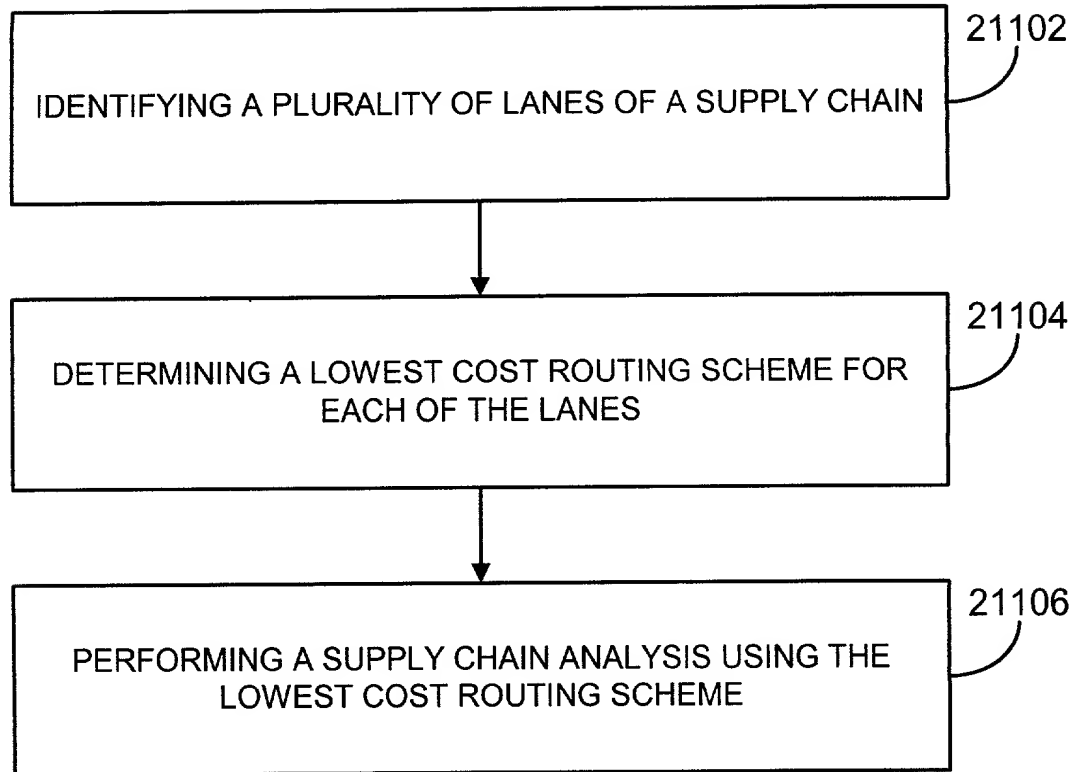 21102
IDENTIFYING A PLURALITY OF LANES OF A SUPPLY CHAIN
21104
DETERMINING A LOWEST COST ROUTING SCHEME FOR
EACH OF THE LANES
21106
PERFORMING A SUPPLY CHAIN ANALYSIS USING THE
LOWEST COST ROUTING SCHEME